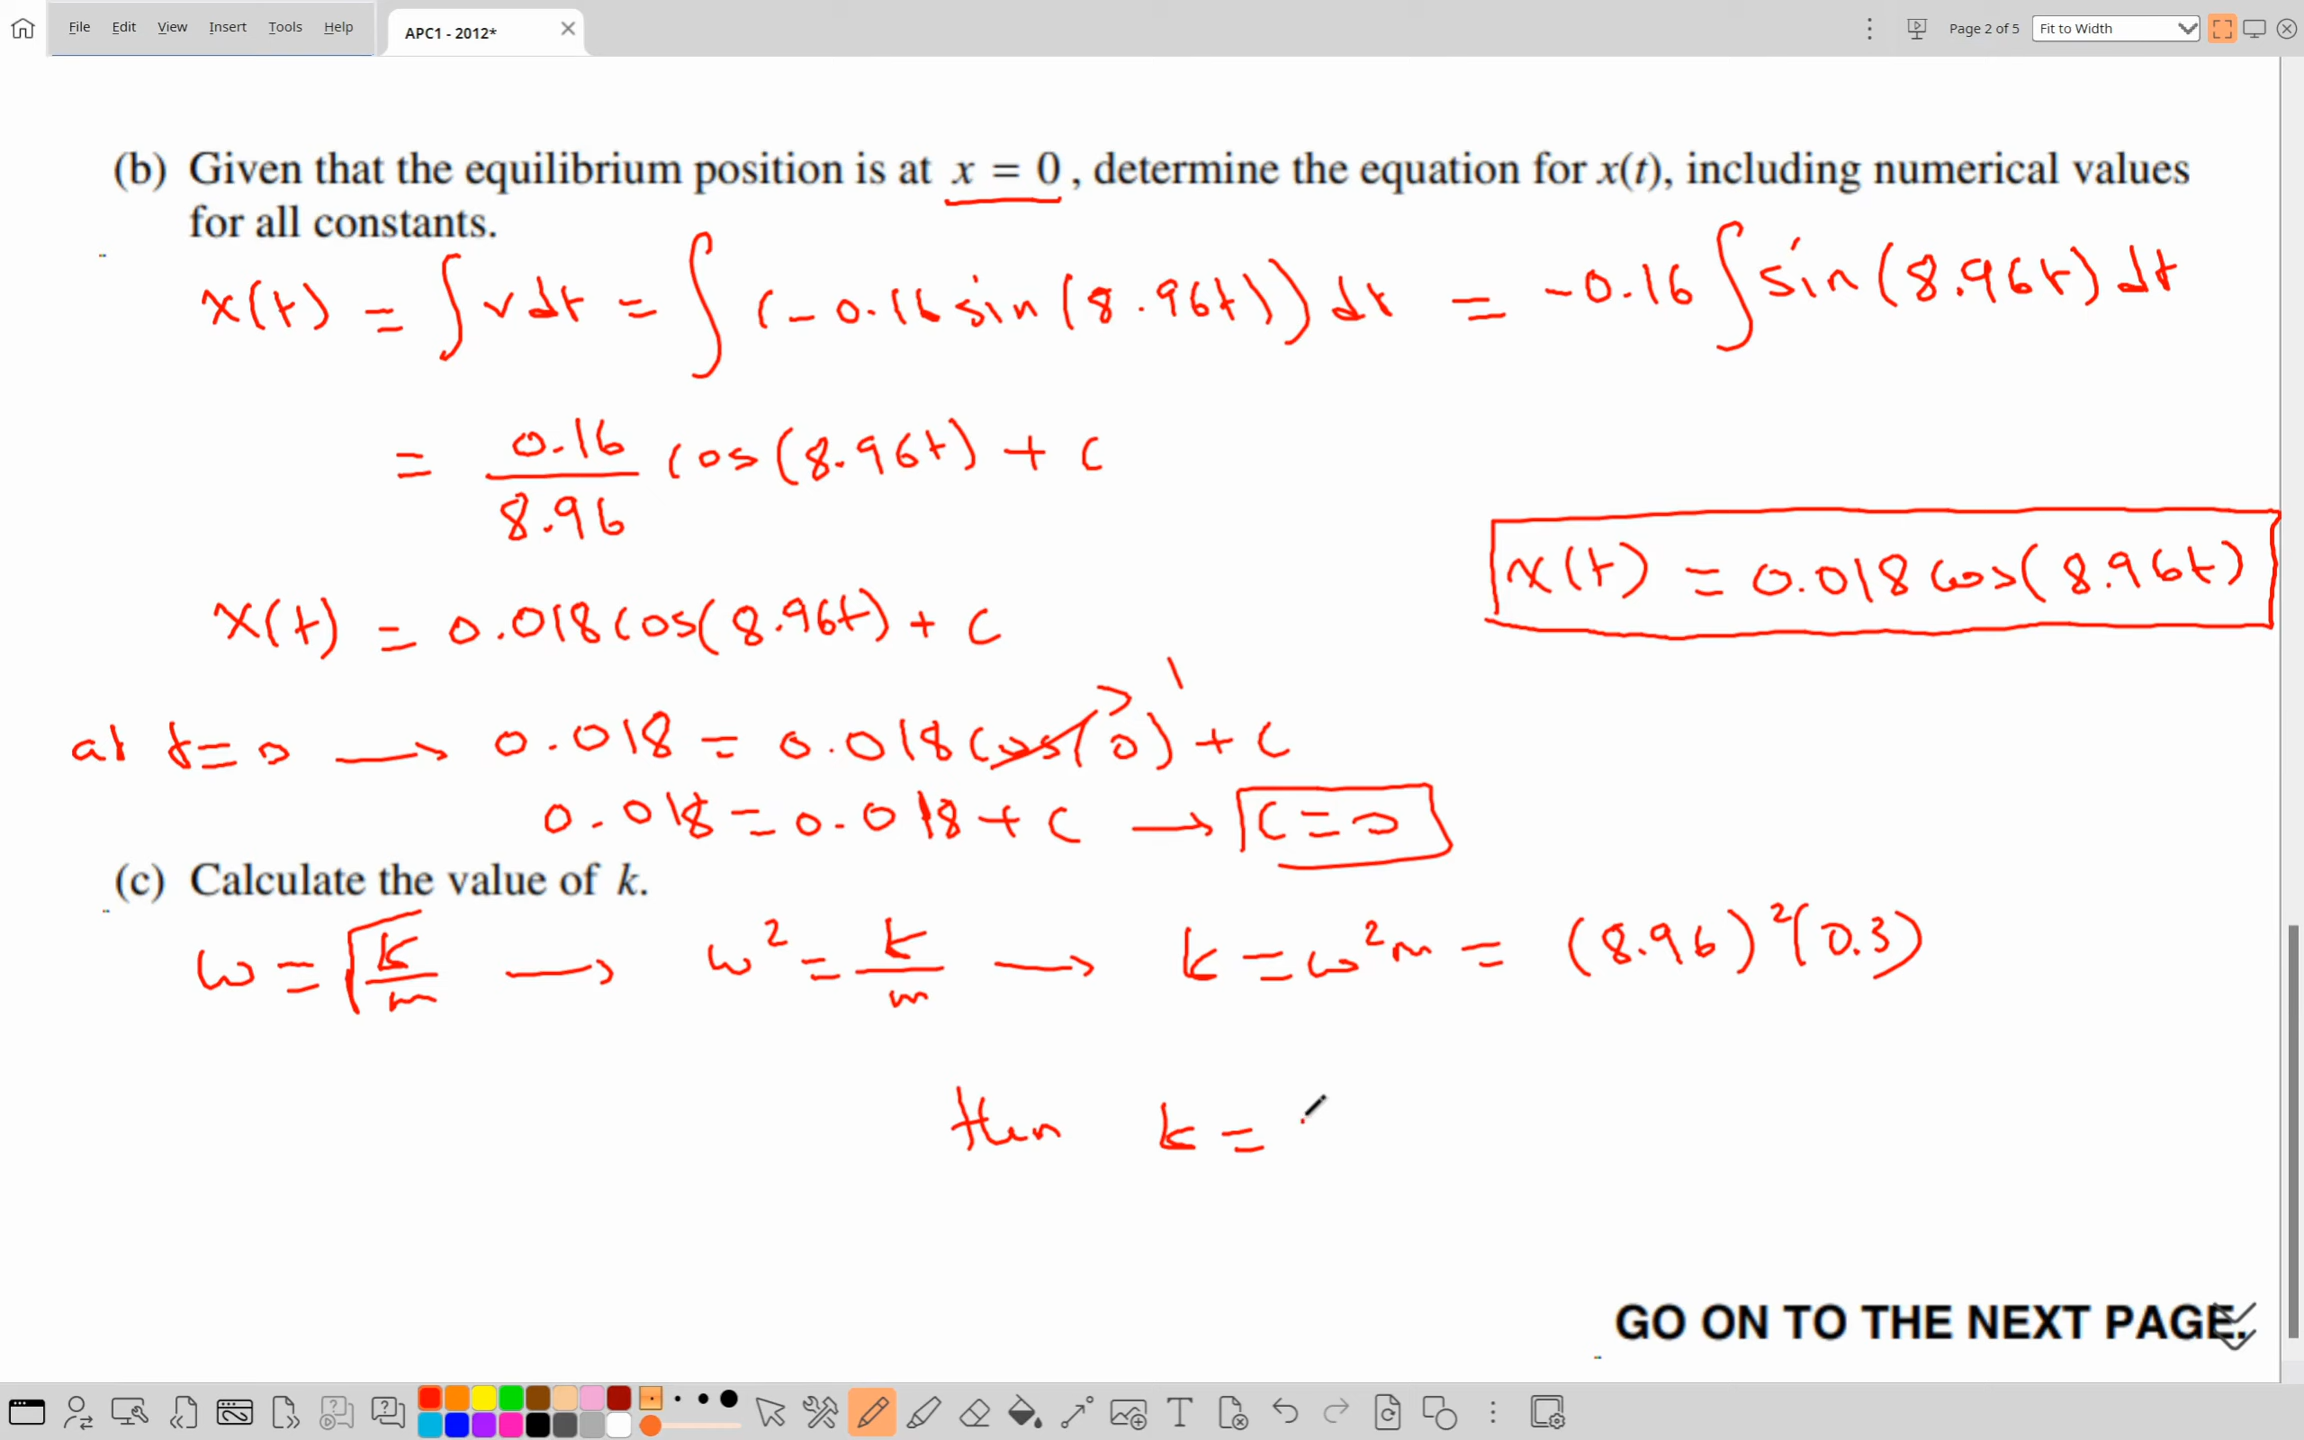 File Edit View Insert Tools Help APC1 - 2012* Page 2 of 5 Fit to Width
(b) Given that the equilibrium position is at x = 0, determine the equation for x(t), including numerical values
for all constants.
x(t) = ∫ v dt = ∫ (-0.16 sin(8.96t)) dt = -0.16 ∫ sin(8.96t) dt
= 0.16/8.96 cos(8.96t) + C
x(t) = 0.018 cos(8.96t)
x(t) = 0.018 cos(8.96t) + C
at t=0 → 0.018 = 0.018 cos(0) 1 + C
0.018 = 0.018 + C → C = 0
(c) Calculate the value of k.
ω = √(k/m) → ω² = k/m → k = ω²m = (8.96)²(0.3)
then k =
GO ON TO THE NEXT PAGE.